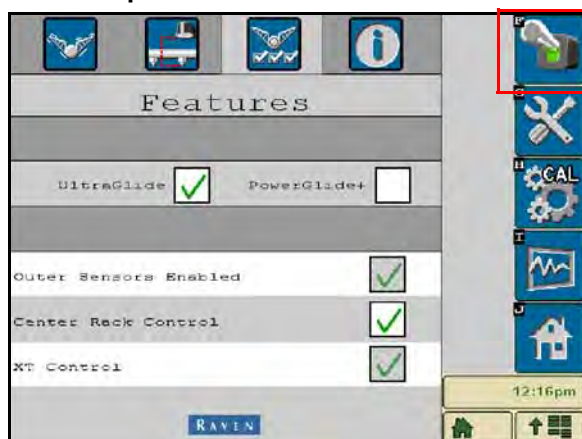 F
Features
G
UltraGlide PowerGlide+
H
CAL
Outer Sensors Enabled
I
Center Rack Control
J
XT Control
12:16pm
RAVEN